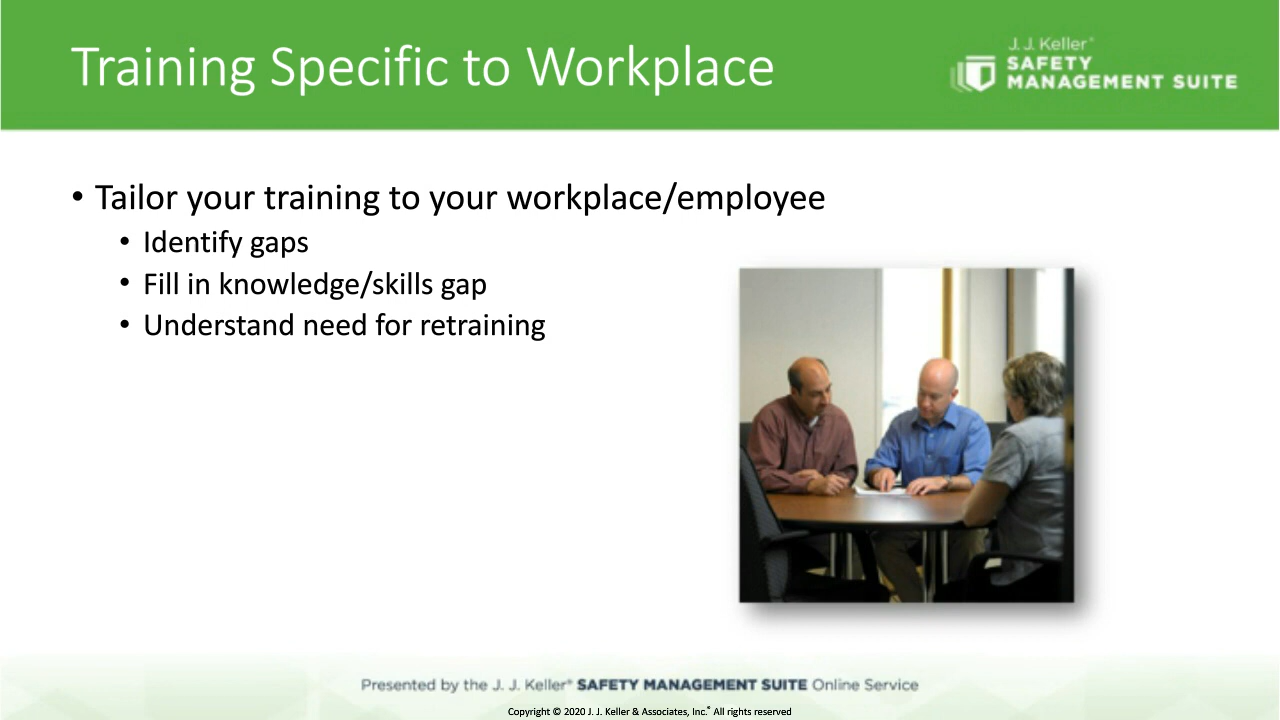 Training Specific to Workplace
J. J. Keller®
SAFETY
MANAGEMENT SUITE
• Tailor your training to your workplace/employee
• Identify gaps
• Fill in knowledge/skills gap
• Understand need for retraining
Presented by the J. J. Keller® SAFETY MANAGEMENT SUITE Online Service
Copyright © 2020 J. J. Keller & Associates, Inc.® All rights reserved